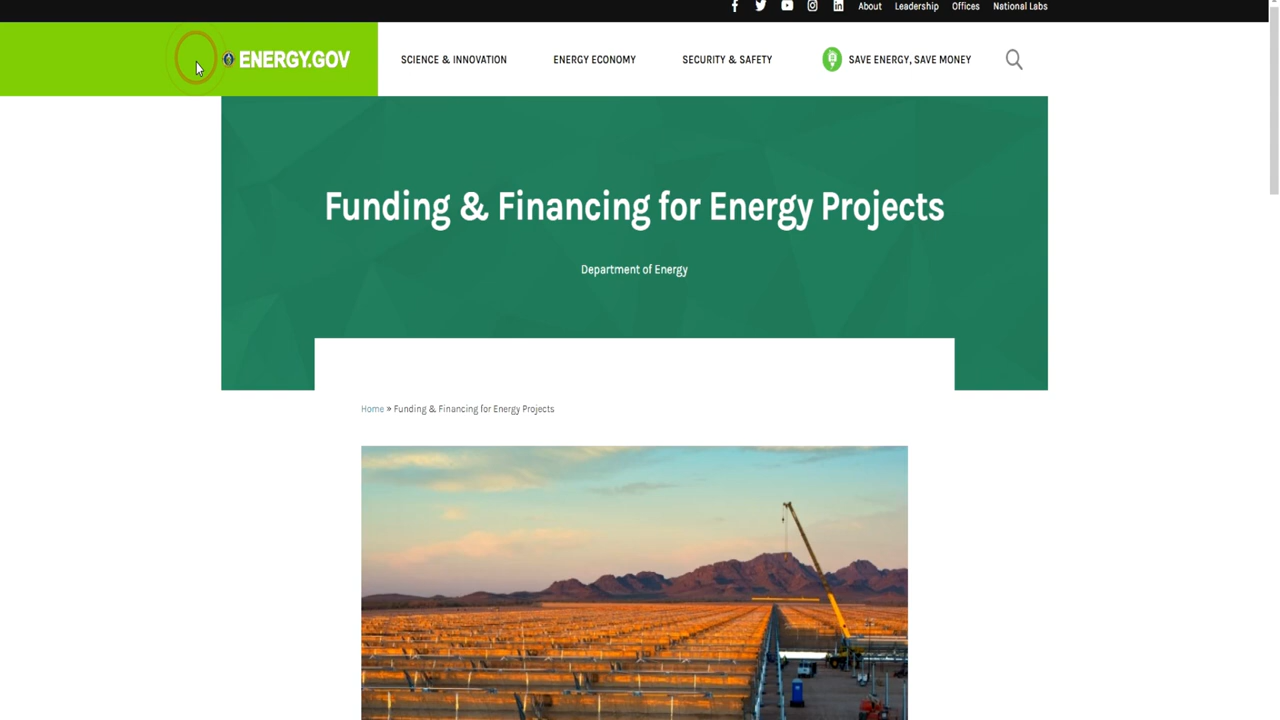 About Leadership Offices National Labs
ENERGY.GOV SCIENCE & INNOVATION ENERGY ECONOMY SECURITY & SAFETY SAVE ENERGY, SAVE MONEY
Funding & Financing for Energy Projects
Department of Energy
Home » Funding & Financing for Energy Projects